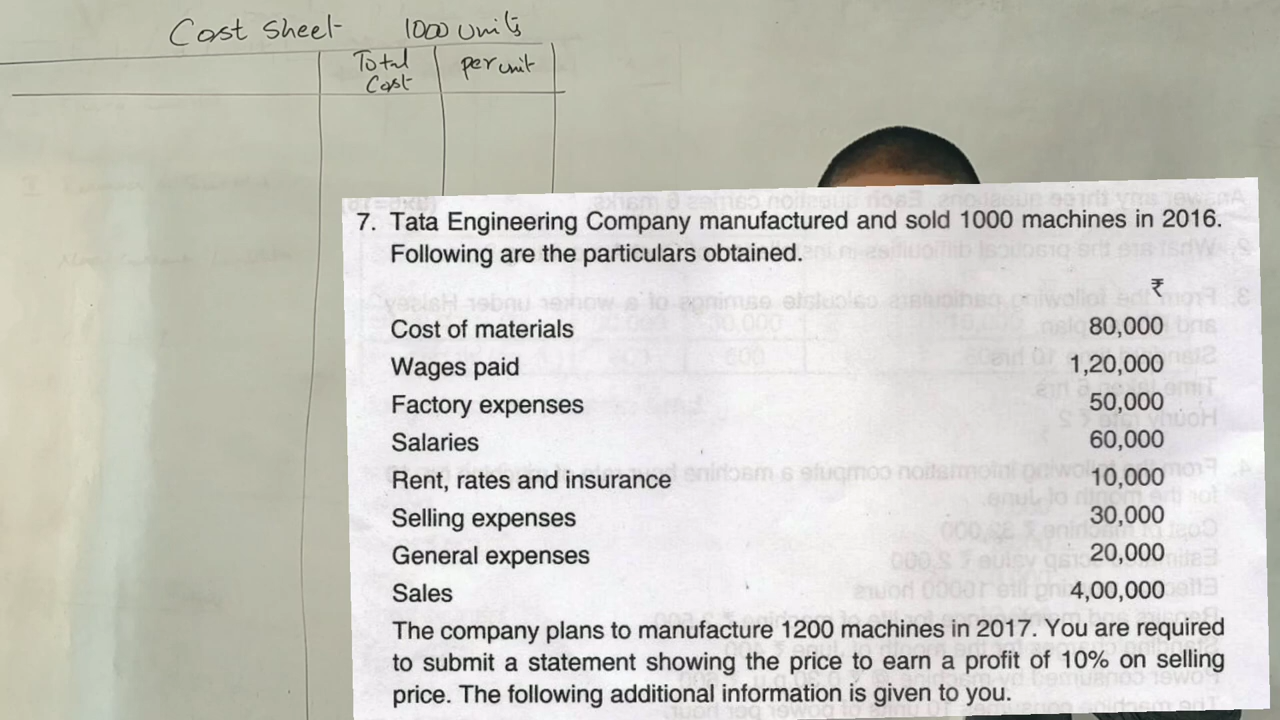 Cost Sheet 1000 units
Total Cost per unit
7. Tata Engineering Company manufactured and sold 1000 machines in 2016.
Following are the particulars obtained.
₹
Cost of materials 80,000
Wages paid 1,20,000
Factory expenses 50,000
Salaries 60,000
Rent, rates and insurance 10,000
Selling expenses 30,000
General expenses 20,000
Sales 4,00,000
The company plans to manufacture 1200 machines in 2017. You are required
to submit a statement showing the price to earn a profit of 10% on selling
price. The following additional information is given to you.